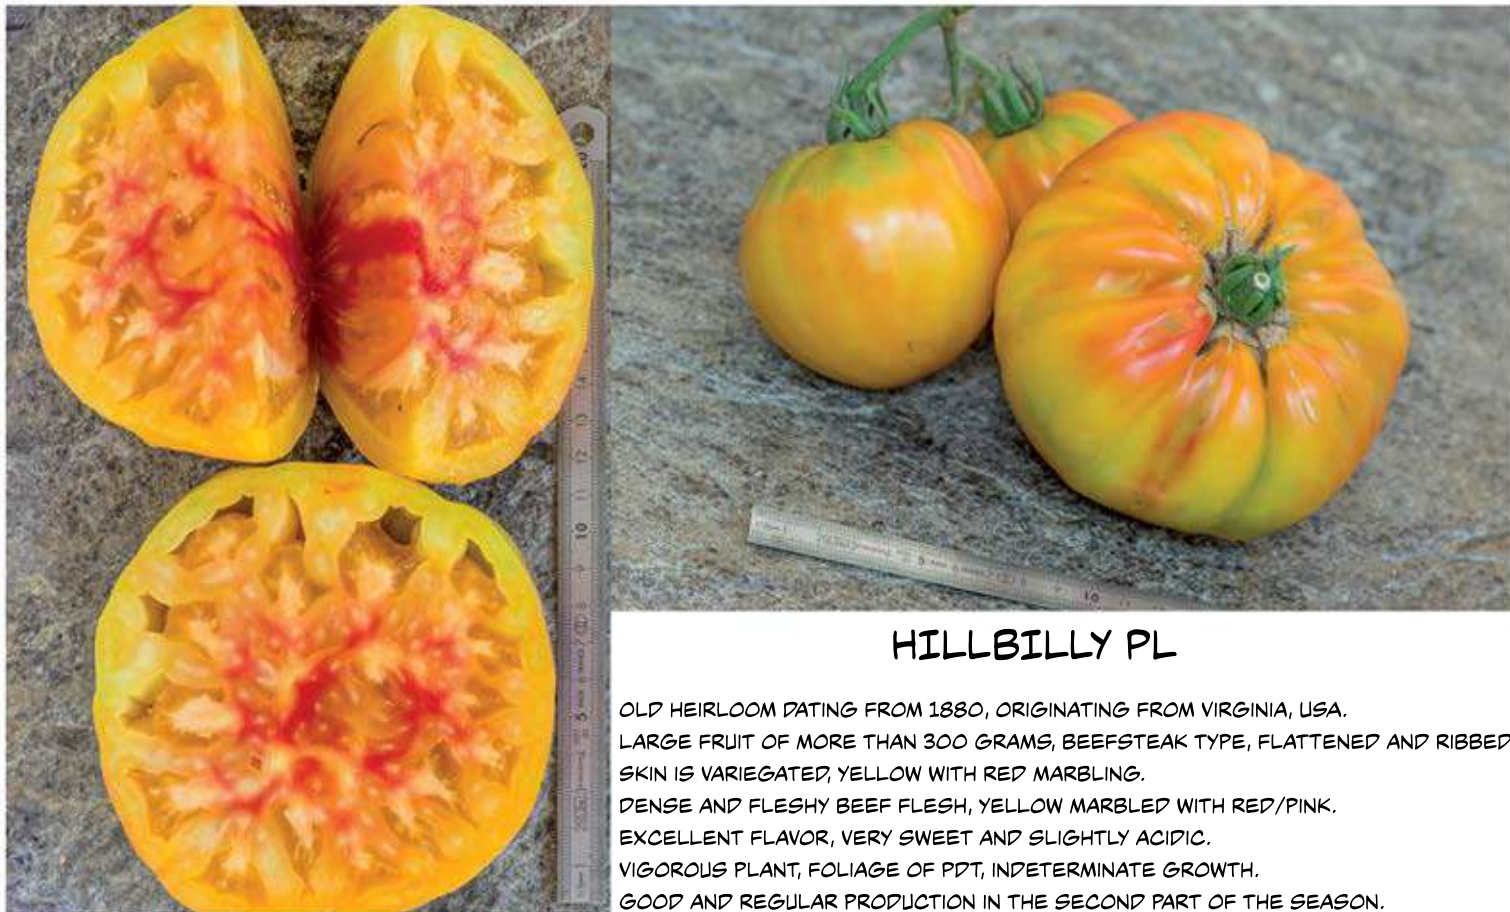 HILLBILLY PL
OLD HEIRLOOM DATING FROM 1880, ORIGINATING FROM VIRGINIA, USA.
LARGE FRUIT OF MORE THAN 300 GRAMS, BEEFSTEAK TYPE, FLATTENED AND RIBBED
SKIN IS VARIEGATED, YELLOW WITH RED MARBLING.
DENSE AND FLESHY BEEF FLESH, YELLOW MARBLED WITH RED/PINK.
EXCELLENT FLAVOR, VERY SWEET AND SLIGHTLY ACIDIC.
VIGOROUS PLANT, FOLIAGE OF PDT, INDETERMINATE GROWTH.
GOOD AND REGULAR PRODUCTION IN THE SECOND PART OF THE SEASON.